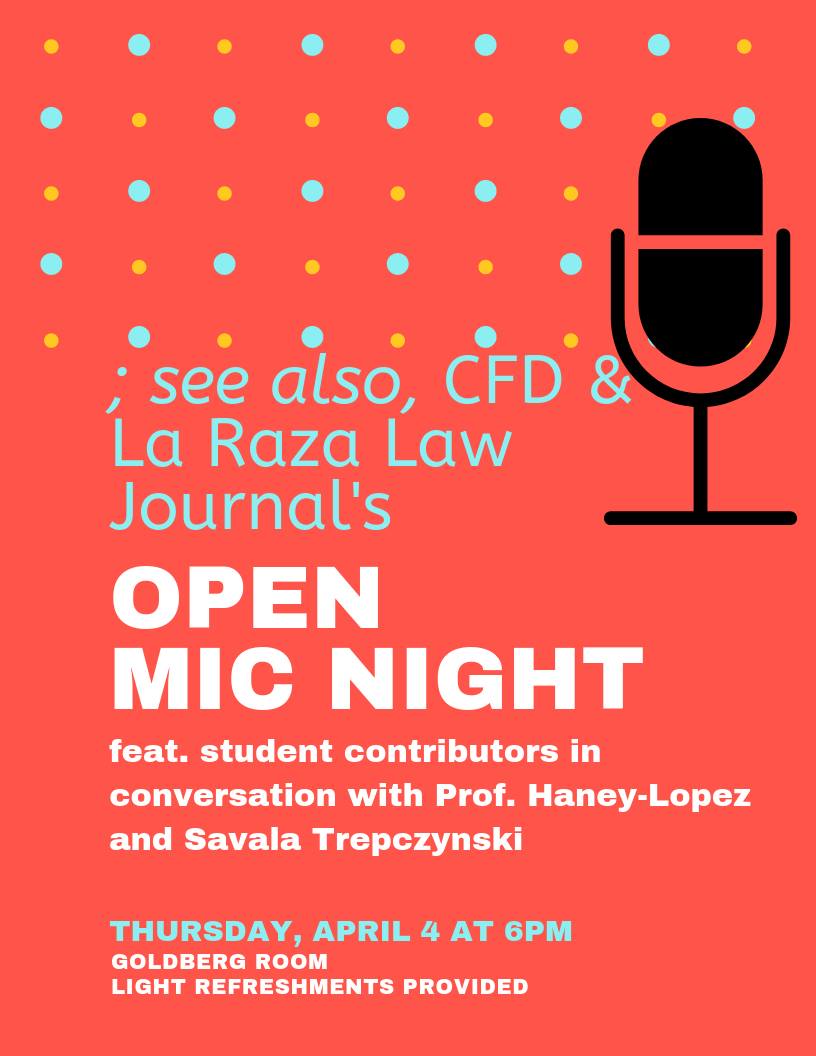 ; see also, CFD &
La Raza Law
Journal's
OPEN
MIC NIGHT
feat. student contributors in
conversation with Prof. Haney-Lopez
and Savala Trepczynski
THURSDAY, APRIL 4 AT 6PM
GOLDBERG ROOM
LIGHT REFRESHMENTS PROVIDED